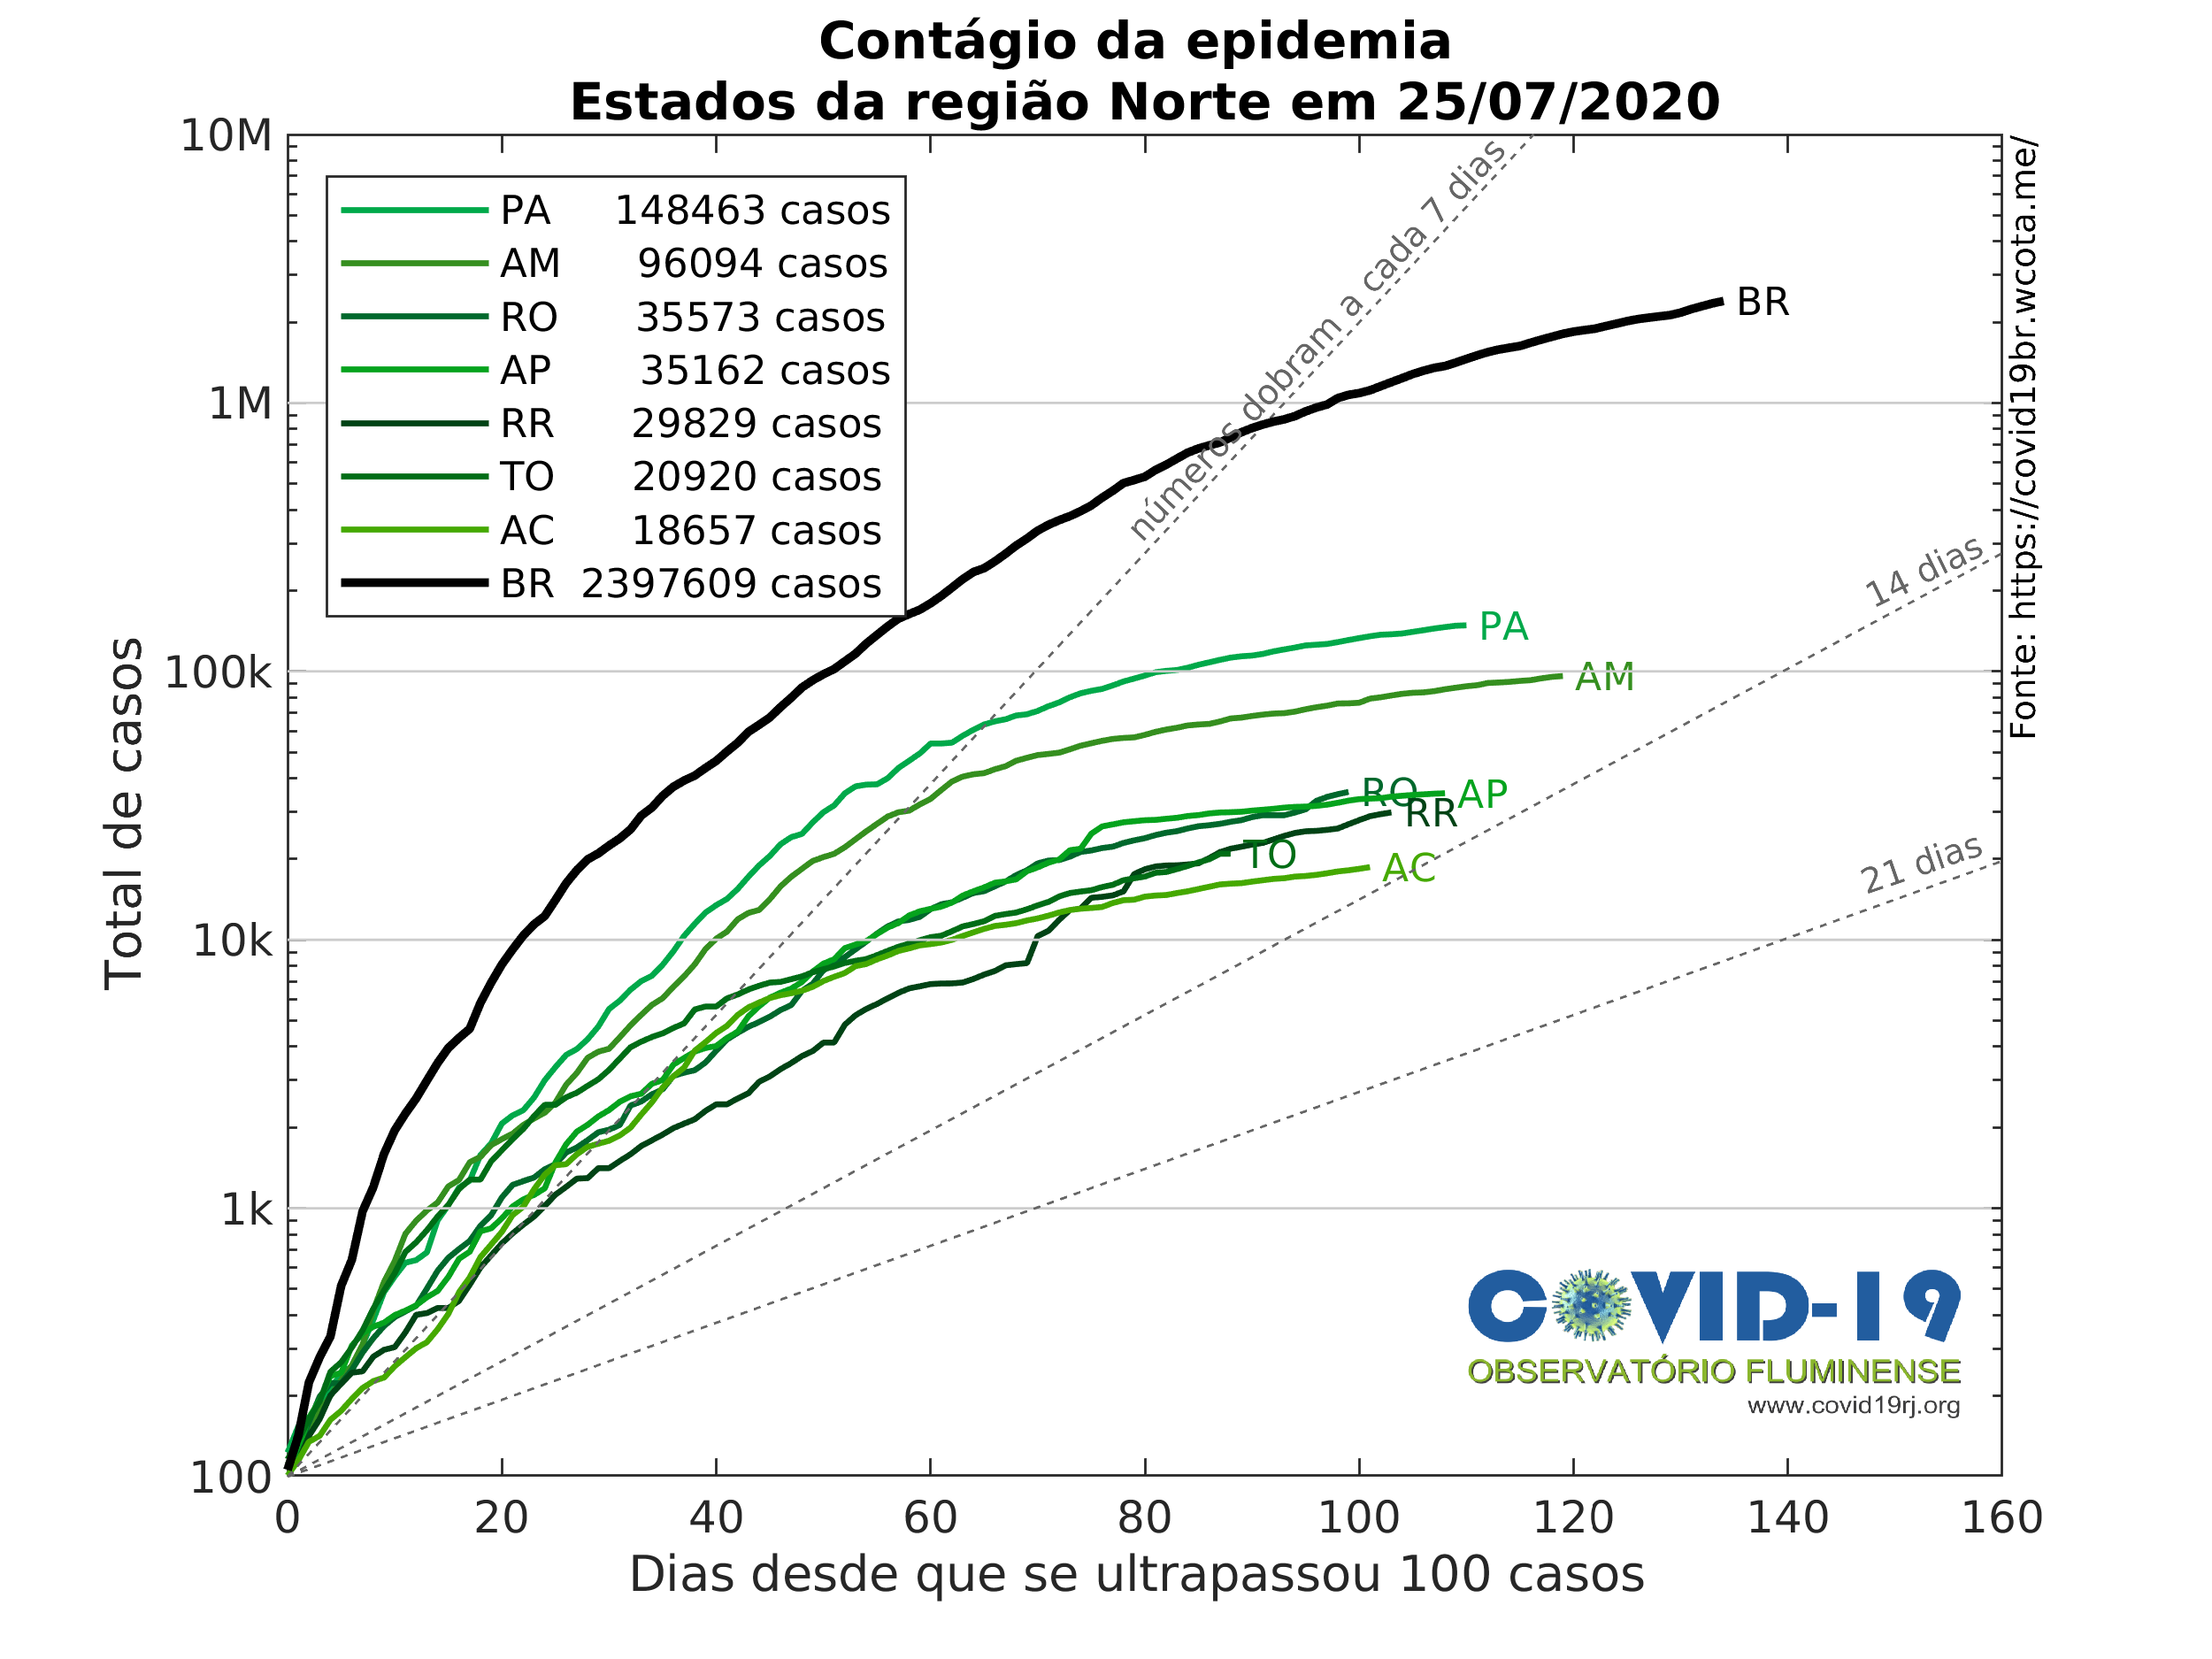 Contágio da epidemia
Estados da região Norte em 25/07/2020
10M
1M
100k
10k
1k
100
Total de casos
PA 148463 casos
AM 96094 casos
RO 35573 casos
AP 35162 casos
RR 29829 casos
TO 20920 casos
AC 18657 casos
BR 2397609 casos
números dobram a cada 7 dias
14 dias
21 dias
BR
PA
AM
RO
AP
RR
TO
AC
Fonte: https://covid19br.wcota.me/
COVID-19
OBSERVATÓRIO FLUMINENSE
www.covid19rj.org
0 20 40 60 80 100 120 140 160
Dias desde que se ultrapassou 100 casos